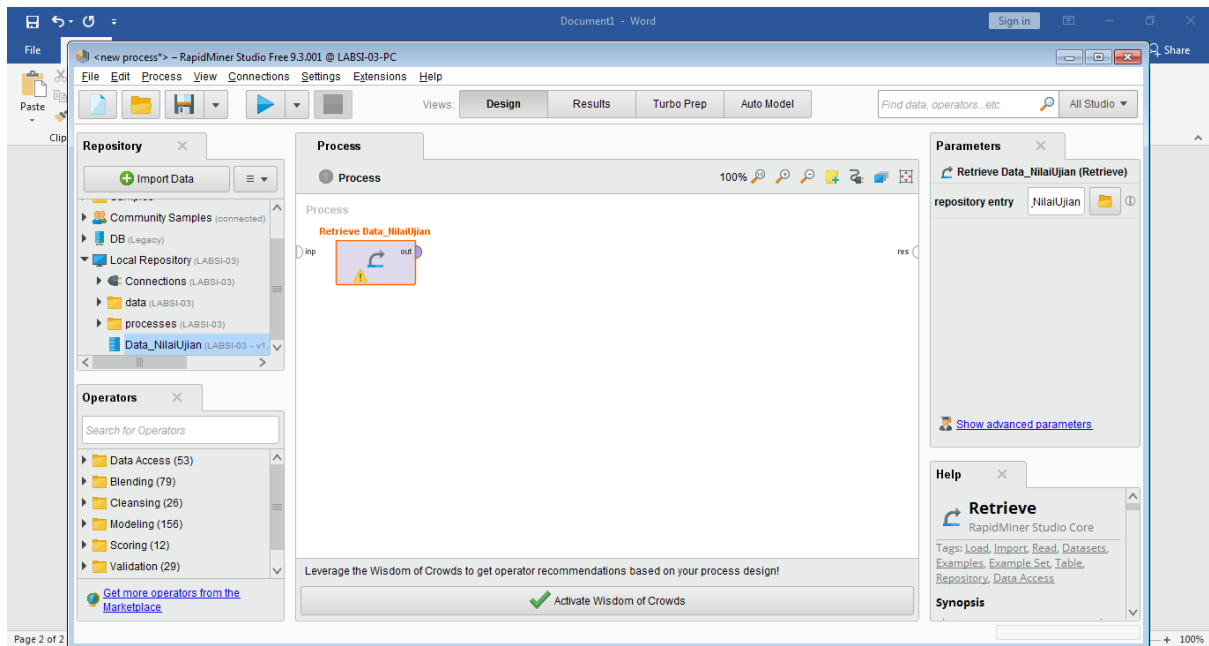 Document1 - Word
Sign in
File
Share
Paste
Clip
<new process*> – RapidMiner Studio Free 9.3.001 @ LABSI-03-PC
File Edit Process View Connections Settings Extensions Help
Views:
Design
Results
Turbo Prep
Auto Model
Find data, operators...etc
All Studio
Repository
Import Data
Community Samples (connected)
DB (Legacy)
Local Repository (LABSI-03)
Connections (LABSI-03)
data (LABSI-03)
processes (LABSI-03)
Data_NilaiUjian (LABSI-03 - v1,
Operators
Search for Operators
Data Access (53)
Blending (79)
Cleansing (26)
Modeling (156)
Scoring (12)
Validation (29)
Get more operators from the
Marketplace
Process
Process
100%
Process
Retrieve Data_NilaiUjian
inp
out
res
Leverage the Wisdom of Crowds to get operator recommendations based on your process design!
Activate Wisdom of Crowds
Parameters
Retrieve Data_NilaiUjian (Retrieve)
repository entry
_NilaiUjian
Show advanced parameters
Help
Retrieve
RapidMiner Studio Core
Tags: Load, Import, Read, Datasets,
Examples, Example Set, Table,
Repository, Data Access
Synopsis
Page 2 of 2
100%